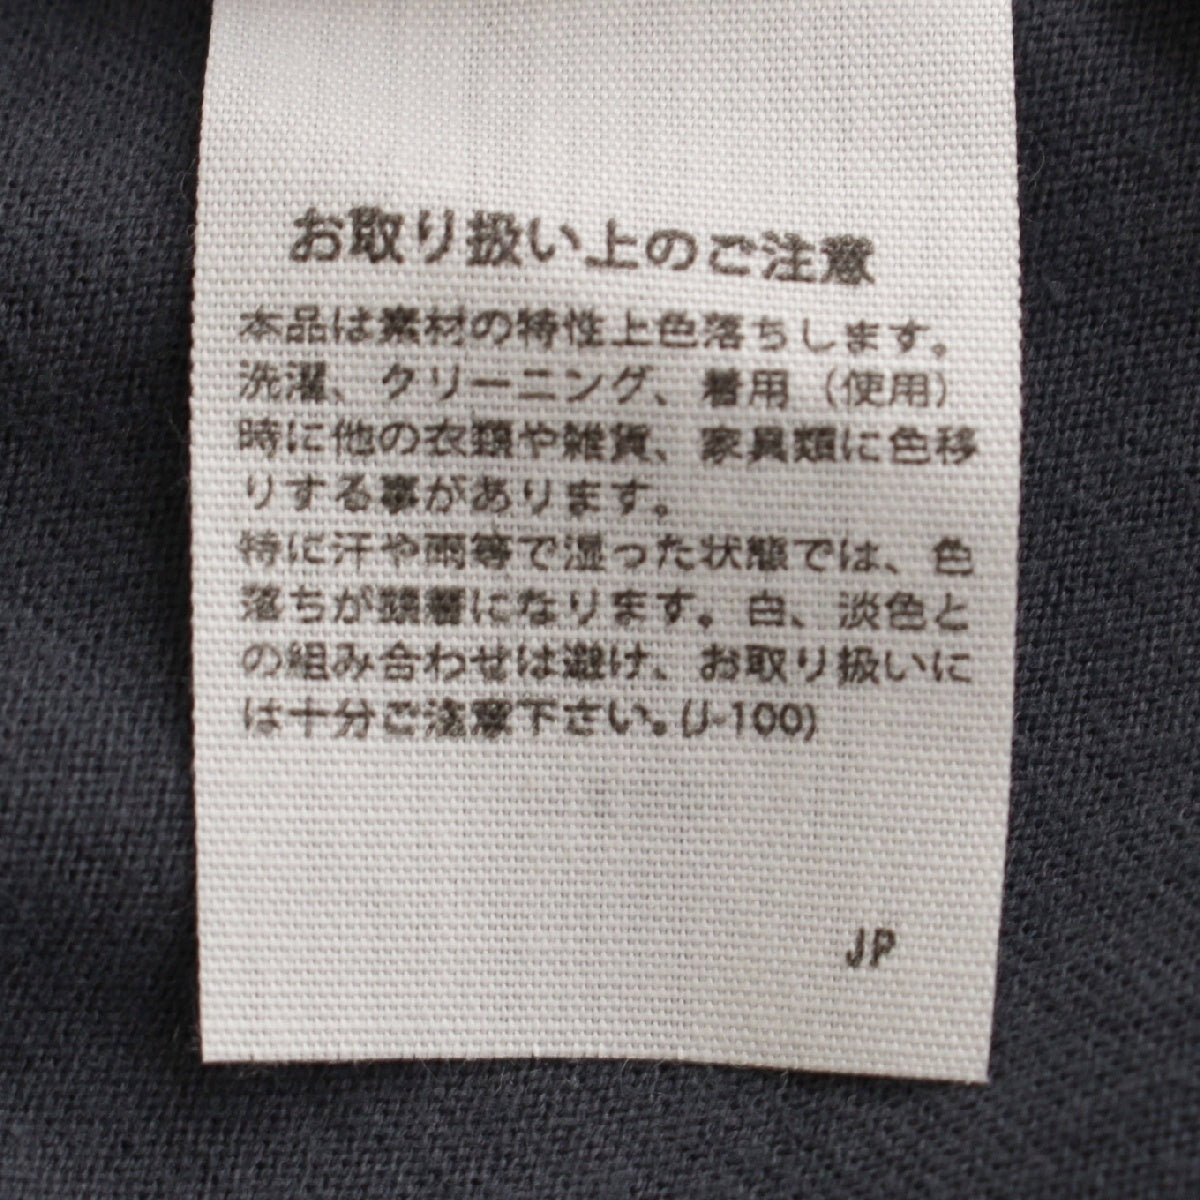 お取り扱い上のご注意
本品は素材の特性上色落ちします。
洗濯、クリーニング、着用（使用）
時に他の衣類や雑貨、家具類に色移
りする事があります。
特に汗や雨等で湿った状態では、色
落ちが顕著になります。白、淡色と
の組み合わせは避け、お取り扱いに
は十分ご注意下さい。(J-100)
JP